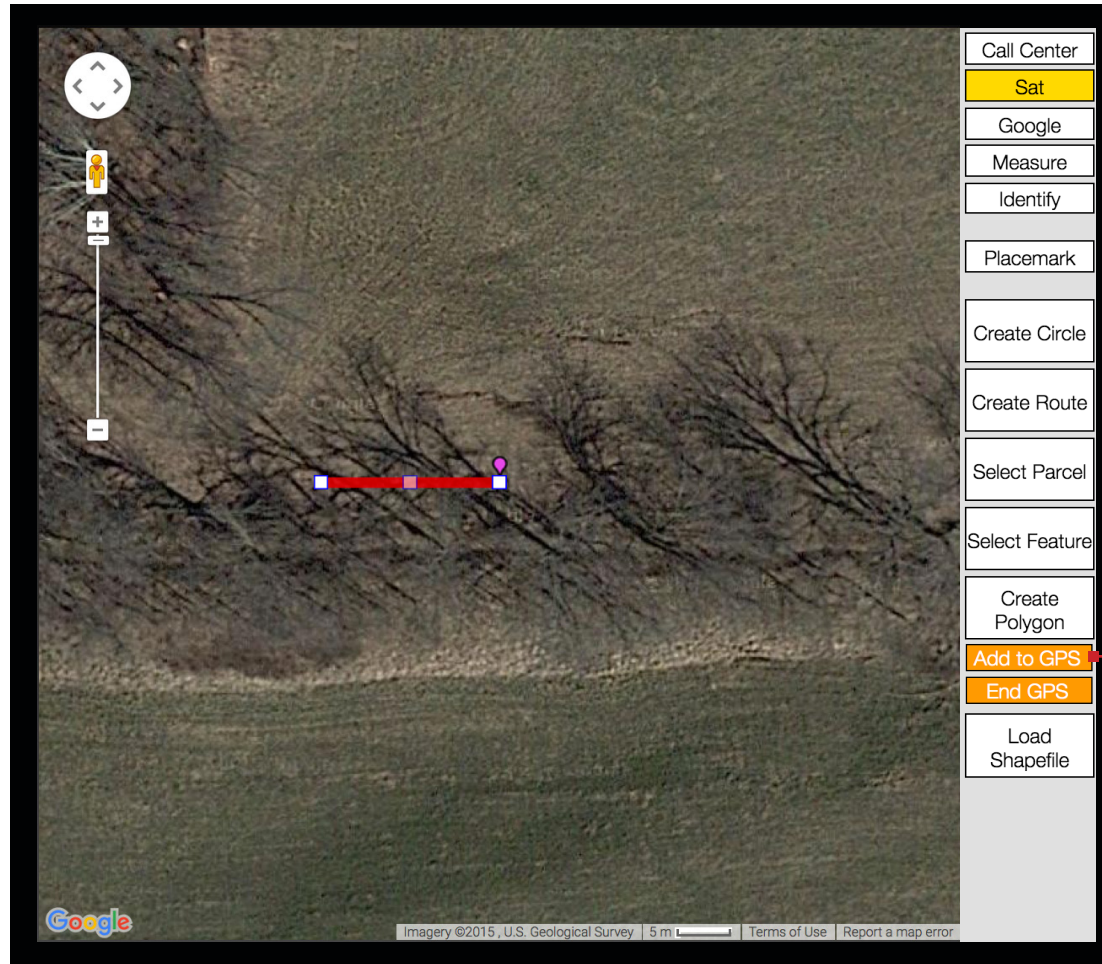 Call Center
Sat
Google
Measure
Identify
Placemark
Create Circle
Create Route
Select Parcel
Select Feature
Create
Polygon
Add to GPS
End GPS
Load
Shapefile
Google
Imagery ©2015 , U.S. Geological Survey
5 m
Terms of Use
Report a map error